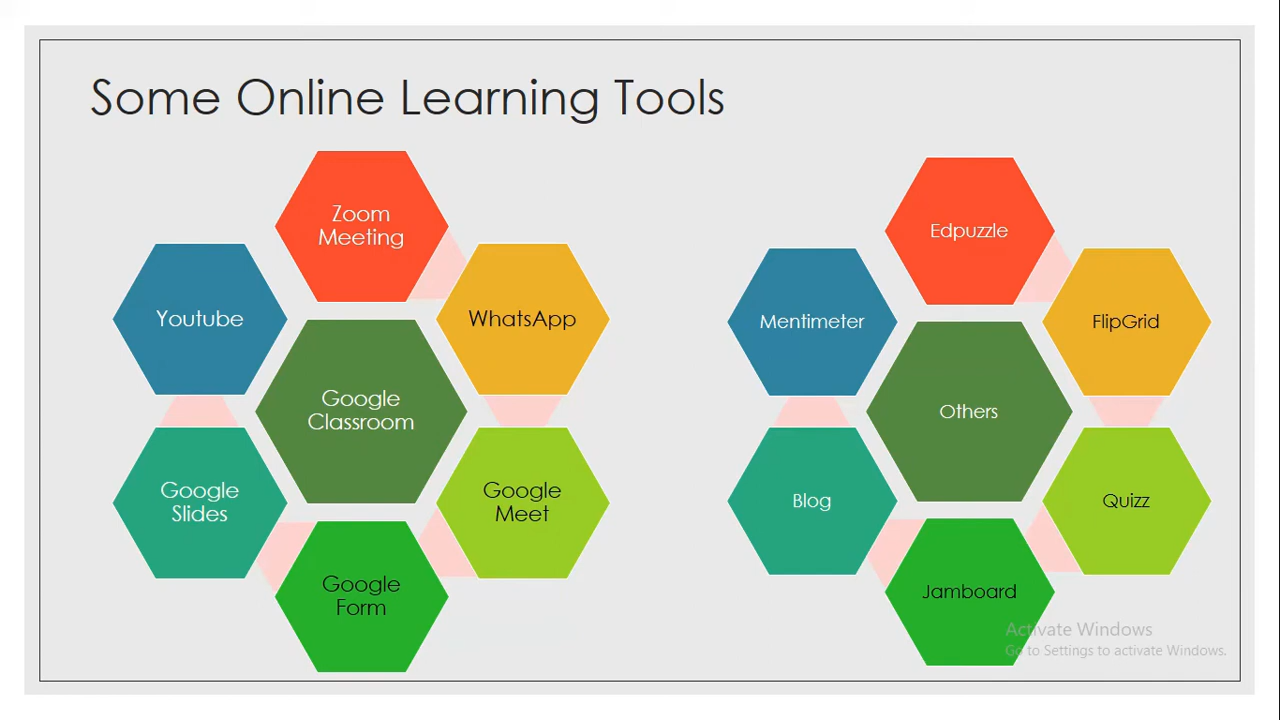 Some Online Learning Tools
Zoom
Meeting
Youtube
WhatsApp
Google
Classroom
Google
Slides
Google
Meet
Google
Form
Edpuzzle
Mentimeter
FlipGrid
Others
Blog
Quizz
Jamboard
Activate Windows
Go to Settings to activate Windows.